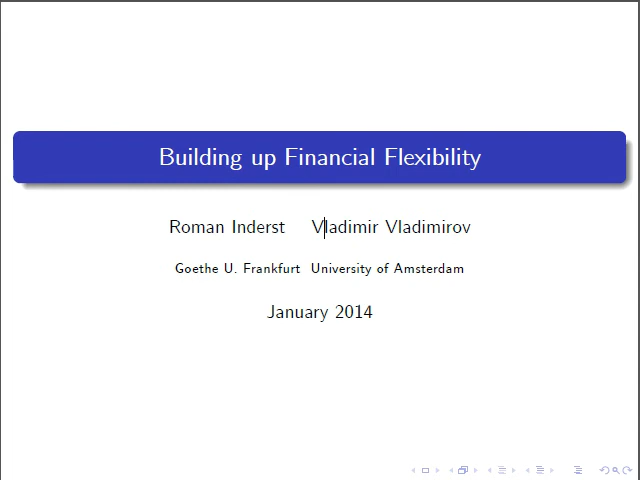 Building up Financial Flexibility
Roman Inderst Vladimir Vladimirov
Goethe U. Frankfurt University of Amsterdam
January 2014